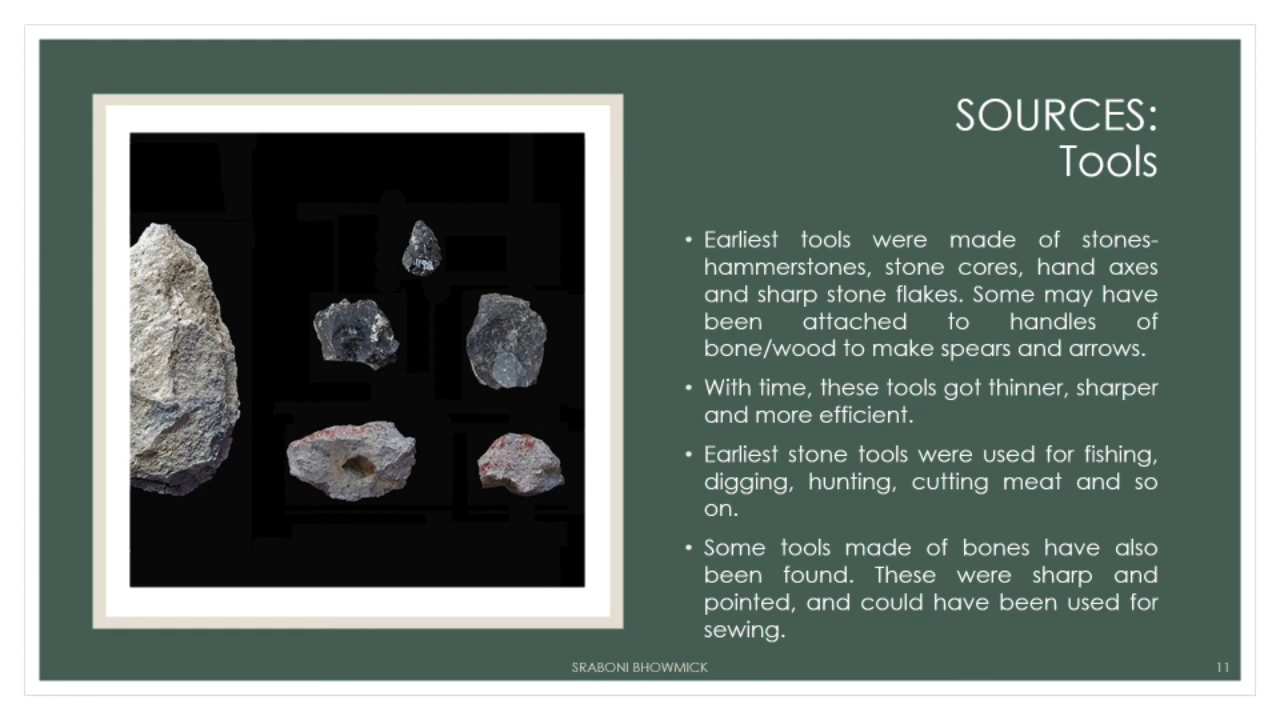 SOURCES:
Tools
• Earliest tools were made of stones-
hammerstones, stone cores, hand axes
and sharp stone flakes. Some may have
been attached to handles of
bone/wood to make spears and arrows.
• With time, these tools got thinner, sharper
and more efficient.
• Earliest stone tools were used for fishing,
digging, hunting, cutting meat and so
on.
• Some tools made of bones have also
been found. These were sharp and
pointed, and could have been used for
sewing.
SRABONI BHOWMICK
11